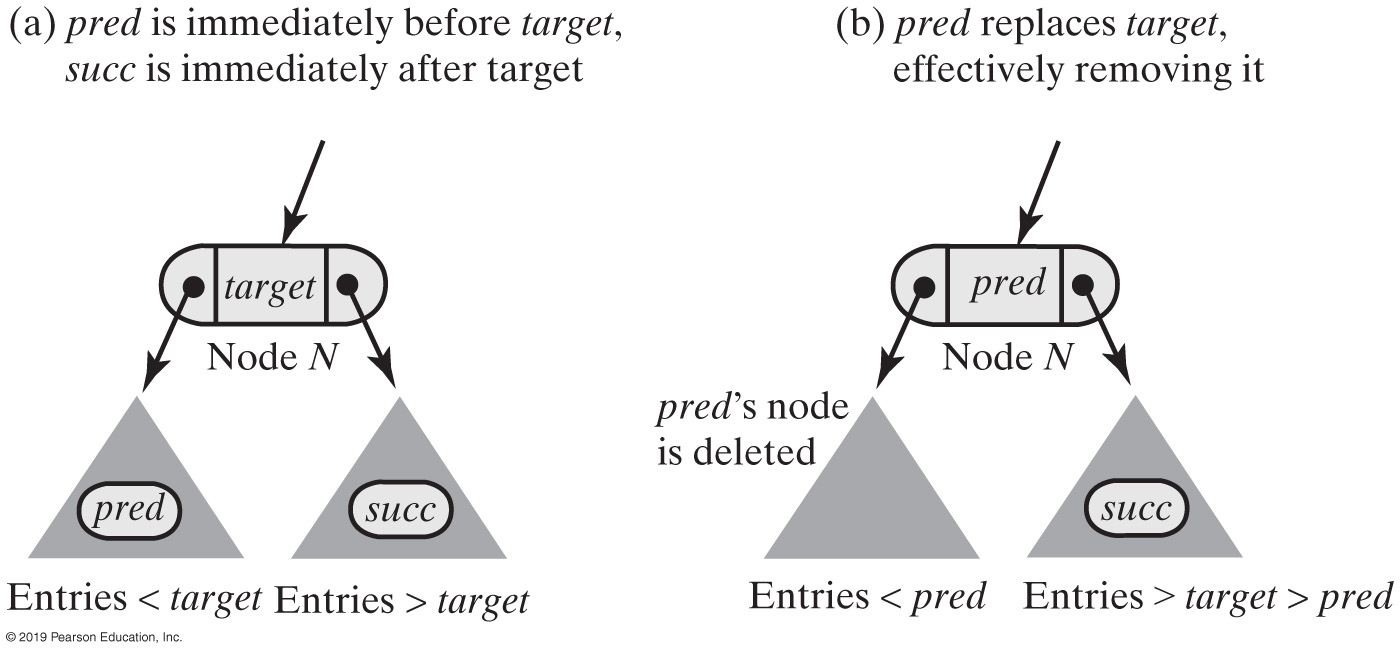 (a) pred is immediately before target,
succ is immediately after target
target
Node N
pred
succ
Entries < target
Entries > target
(b) pred replaces target,
effectively removing it
pred
Node N
pred's node
is deleted
succ
Entries < pred
Entries > target > pred
© 2019 Pearson Education, Inc.